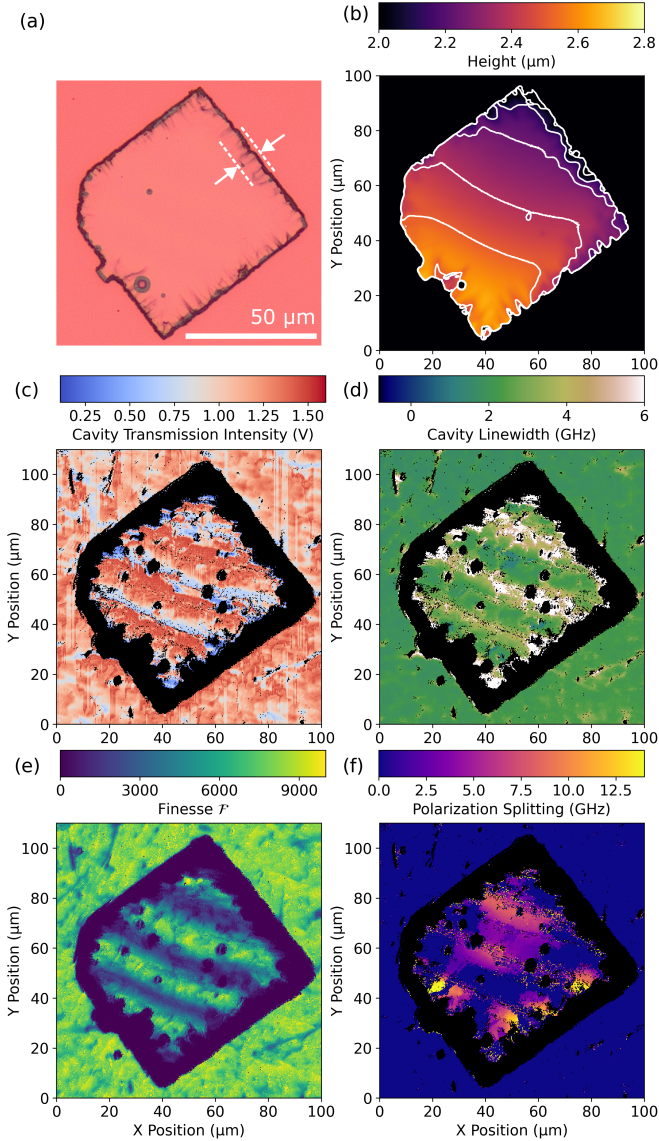 (a)
50 μm
(b)
2.0 2.2 2.4 2.6 2.8
Height (μm)
100
80
60
40
20
0
Y Position (μm)
0 20 40 60 80 100
(c)
0.25 0.50 0.75 1.00 1.25 1.50
Cavity Transmission Intensity (V)
100
80
60
40
20
0
Y Position (μm)
0 20 40 60 80 100
(d)
0 2 4 6
Cavity Linewidth (GHz)
100
80
60
40
20
0
Y Position (μm)
0 20 40 60 80 100
(e)
0 3000 6000 9000
Finesse ℱ
100
80
60
40
20
0
Y Position (μm)
0 20 40 60 80 100
X Position (μm)
(f)
0.0 2.5 5.0 7.5 10.0 12.5
Polarization Splitting (GHz)
100
80
60
40
20
0
Y Position (μm)
0 20 40 60 80 100
X Position (μm)